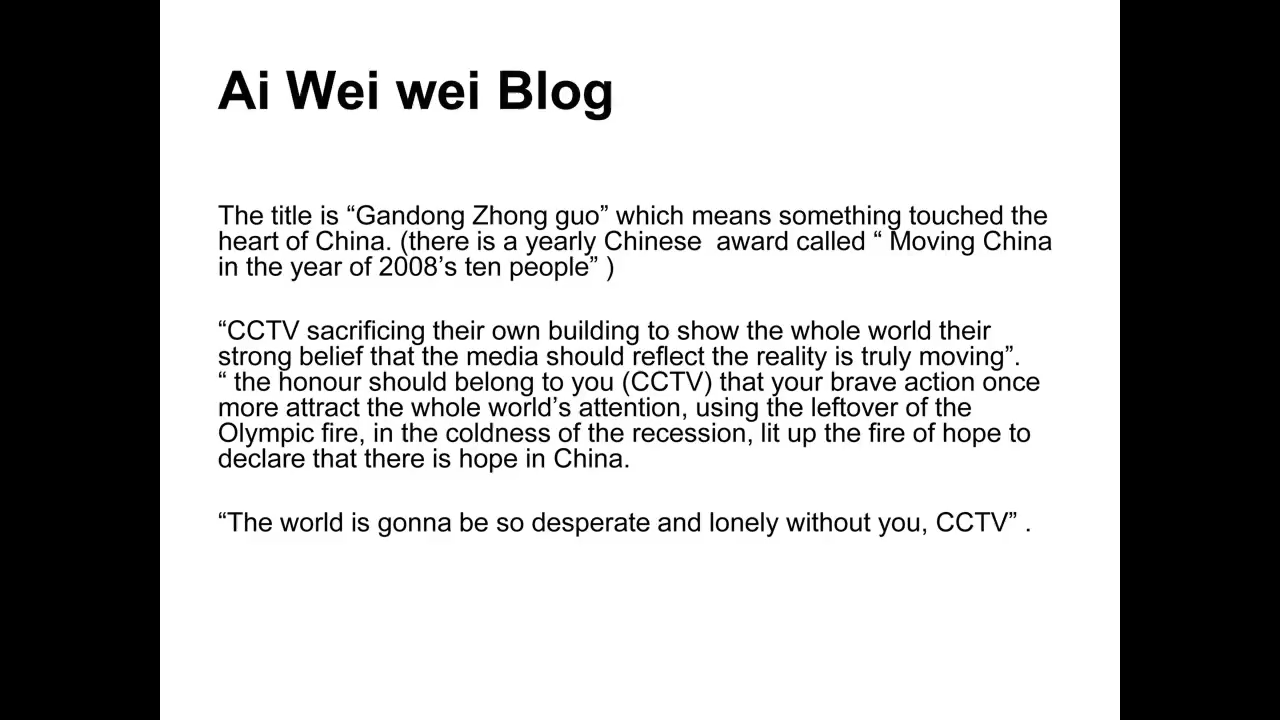 Ai Wei wei Blog
The title is “Gandong Zhong guo” which means something touched the
heart of China. (there is a yearly Chinese  award called “ Moving China
in the year of 2008’s ten people” )
“CCTV sacrificing their own building to show the whole world their
strong belief that the media should reflect the reality is truly moving”.
“ the honour should belong to you (CCTV) that your brave action once
more attract the whole world’s attention, using the leftover of the
Olympic fire, in the coldness of the recession, lit up the fire of hope to
declare that there is hope in China.
“The world is gonna be so desperate and lonely without you, CCTV” .